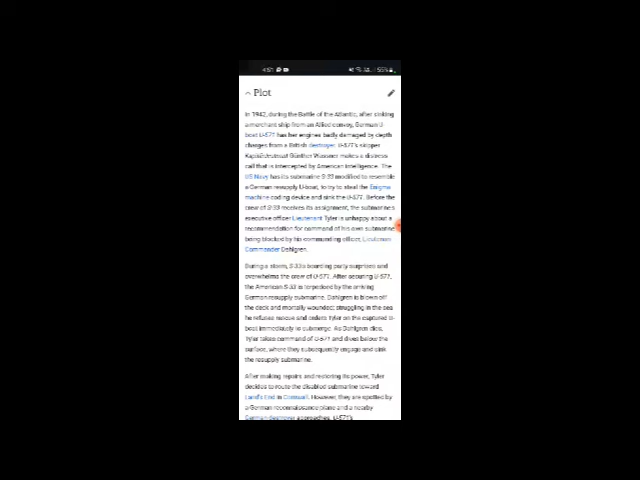 4:51
55%
Plot
In 1942, during the Battle of the Atlantic, after sinking
a merchant ship from an Allied convoy, German U-
boat U-571 has her engines badly damaged by depth
charges from a British destroyer. U-571's skipper
Kapitänleutnant Günther Wassner makes a distress
call that is intercepted by American intelligence. The
US Navy has its submarine S-33 modified to resemble
a German resupply U-boat, to try to steal the Enigma
machine coding device and sink the U-571. Before the
crew of S-33 receives its assignment, the submarine's
executive officer Lieutenant Tyler is unhappy about a
recommendation for command of his own submarine
being blocked by his commanding officer, Lieutenant
Commander Dahlgren.
During a storm, S-33's boarding party surprises and
overwhelms the crew of U-571. After securing U-571,
the American S-33 is torpedoed by the arriving
German resupply submarine. Dahlgren is blown off
the deck and mortally wounded; struggling in the sea
he refuses rescue and orders Tyler on the captured U-
boat immediately to submerge. As Dahlgren dies,
Tyler takes command of U-571 and dives below the
surface, where they subsequently engage and sink
the resupply submarine.
After making repairs and restoring its power, Tyler
decides to route the disabled submarine toward
Land's End in Cornwall. However, they are spotted by
a German reconnaissance plane and a nearby
German destroyer approaches. U-571's